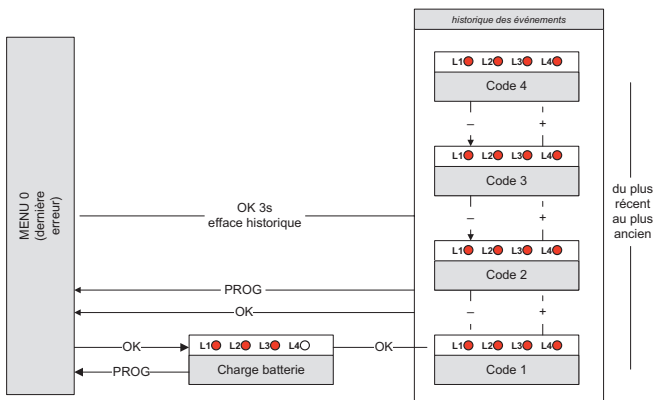 historique des événements
L1 L2 L3 L4
Code 4
– +
L1 L2 L3 L4
Code 3
– +
L1 L2 L3 L4
Code 2
– +
L1 L2 L3 L4
Code 1
du plus
récent
au plus
ancien
MENU 0
(dernière
erreur)
OK 3s
efface historique
PROG
OK
OK
L1 L2 L3 L4
Charge batterie
OK
PROG